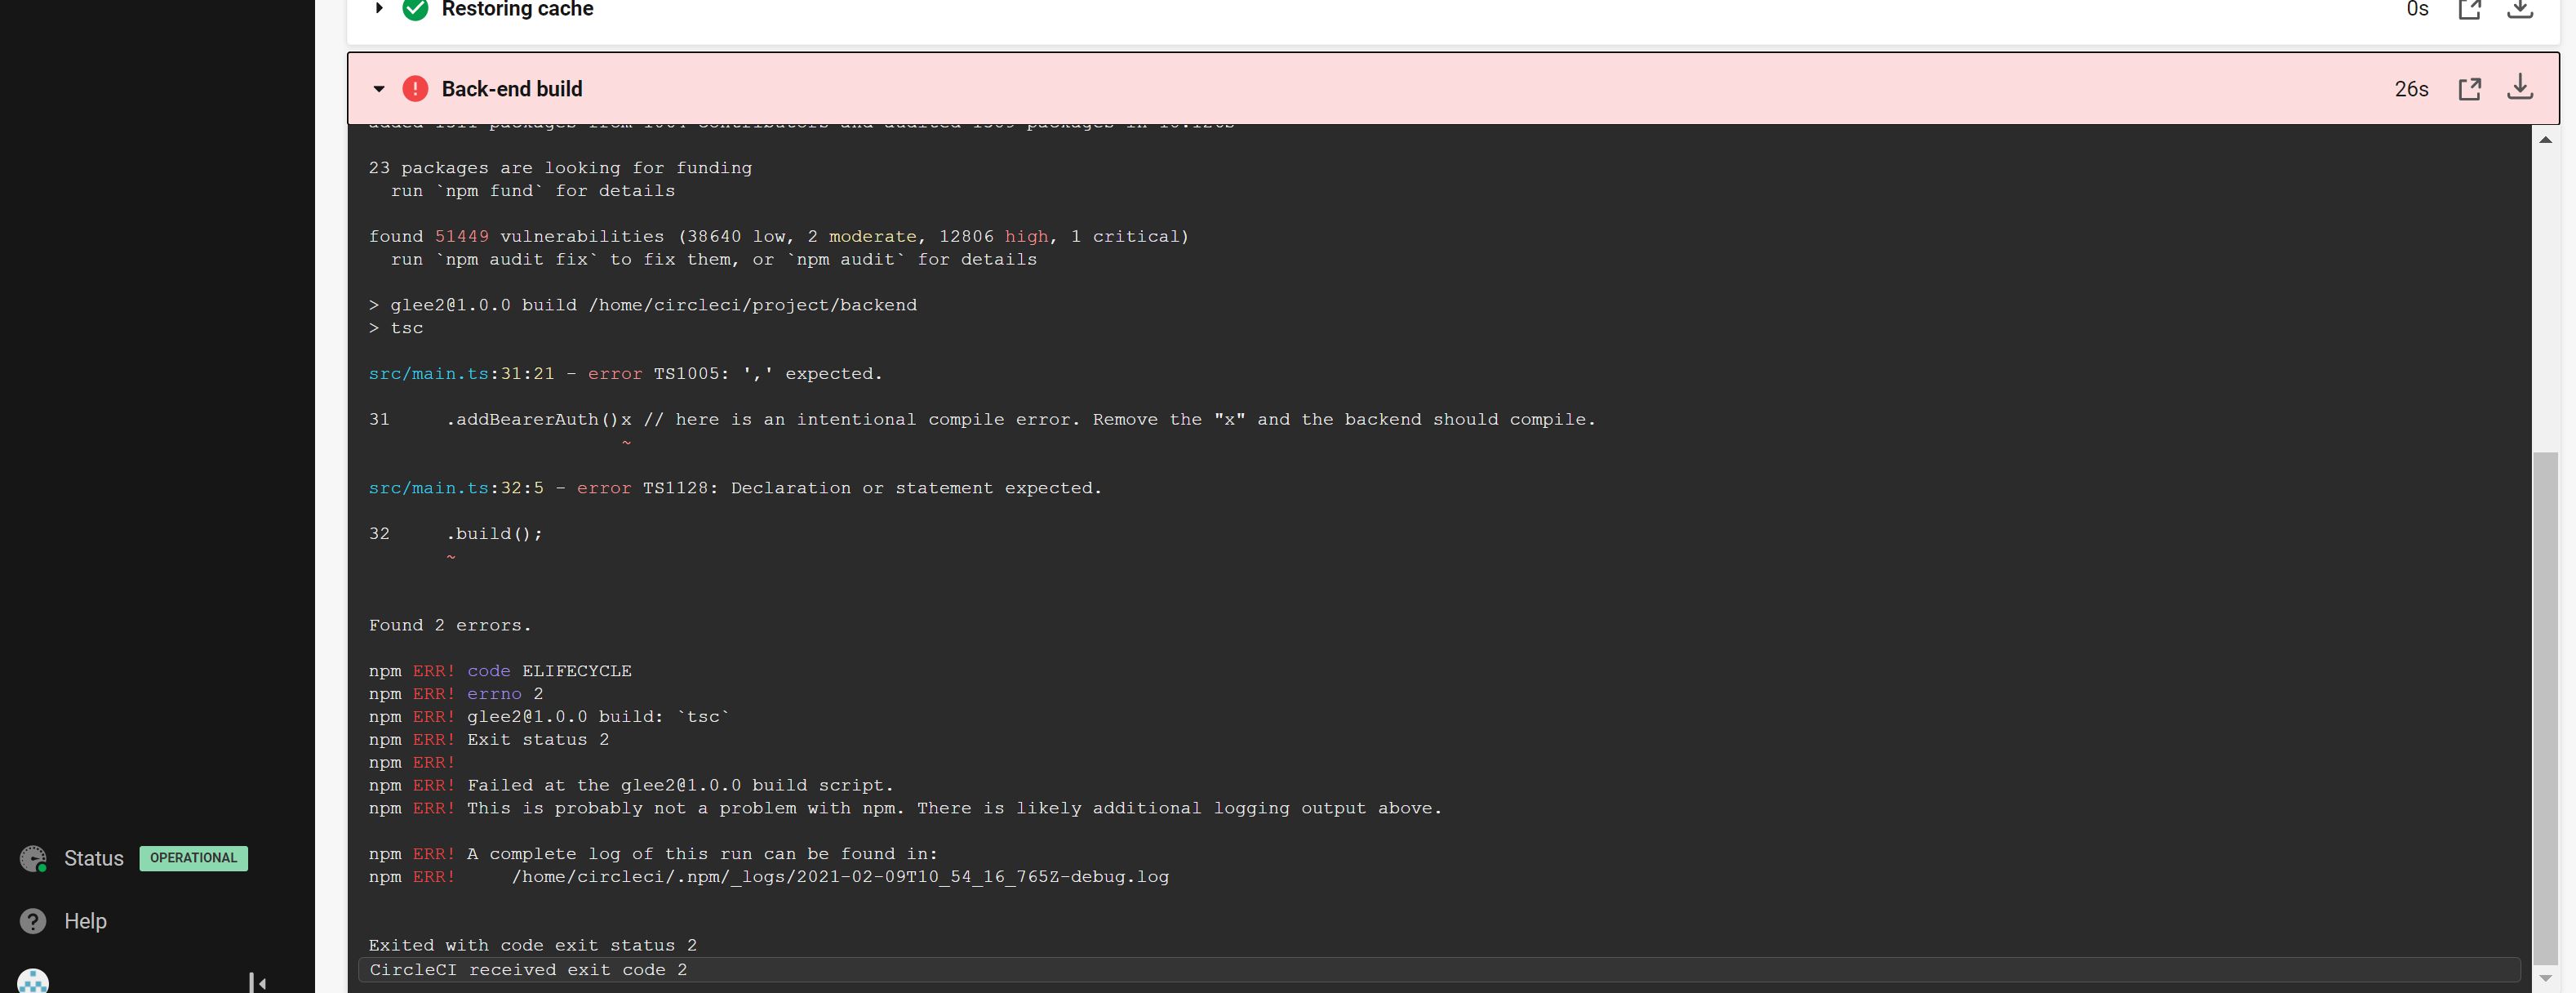 Restoring cache
0s
Back-end build
26s
23 packages are looking for funding
run `npm fund` for details
found 51449 vulnerabilities (38640 low, 2 moderate, 12806 high, 1 critical)
run `npm audit fix` to fix them, or `npm audit` for details
> glee2@1.0.0 build /home/circleci/project/backend
> tsc
src/main.ts:31:21 - error TS1005: ',' expected.
31 .addBearerAuth()x // here is an intentional compile error. Remove the "x" and the backend should compile.
~
src/main.ts:32:5 - error TS1128: Declaration or statement expected.
32 .build();
~
Found 2 errors.
npm ERR! code ELIFECYCLE
npm ERR! errno 2
npm ERR! glee2@1.0.0 build: `tsc`
npm ERR! Exit status 2
npm ERR!
npm ERR! Failed at the glee2@1.0.0 build script.
npm ERR! This is probably not a problem with npm. There is likely additional logging output above.
npm ERR! A complete log of this run can be found in:
npm ERR! /home/circleci/.npm/_logs/2021-02-09T10_54_16_765Z-debug.log
Exited with code exit status 2
CircleCI received exit code 2
Status OPERATIONAL
Help